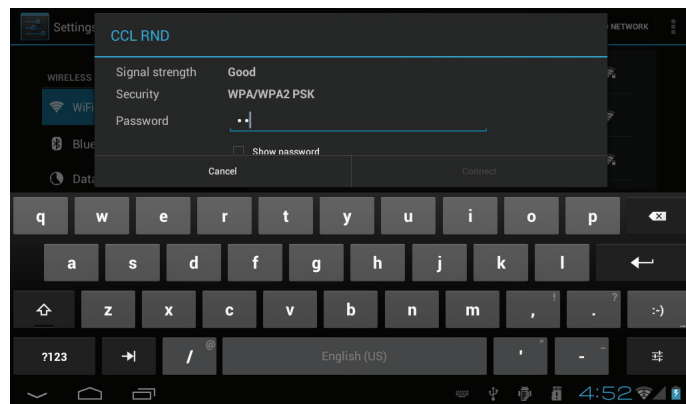 Settings
NETWORK
CCL RND
WIRELESS
Signal strength Good
Security WPA/WPA2 PSK
WiFi
Password ••
Blue
Show password
Data
Cancel Connect
q w e r t y u i o p
a s d f g h j k l
z x c v b n m , ! . ? :-)
?123 / @ English (US) ' " - _
4:52